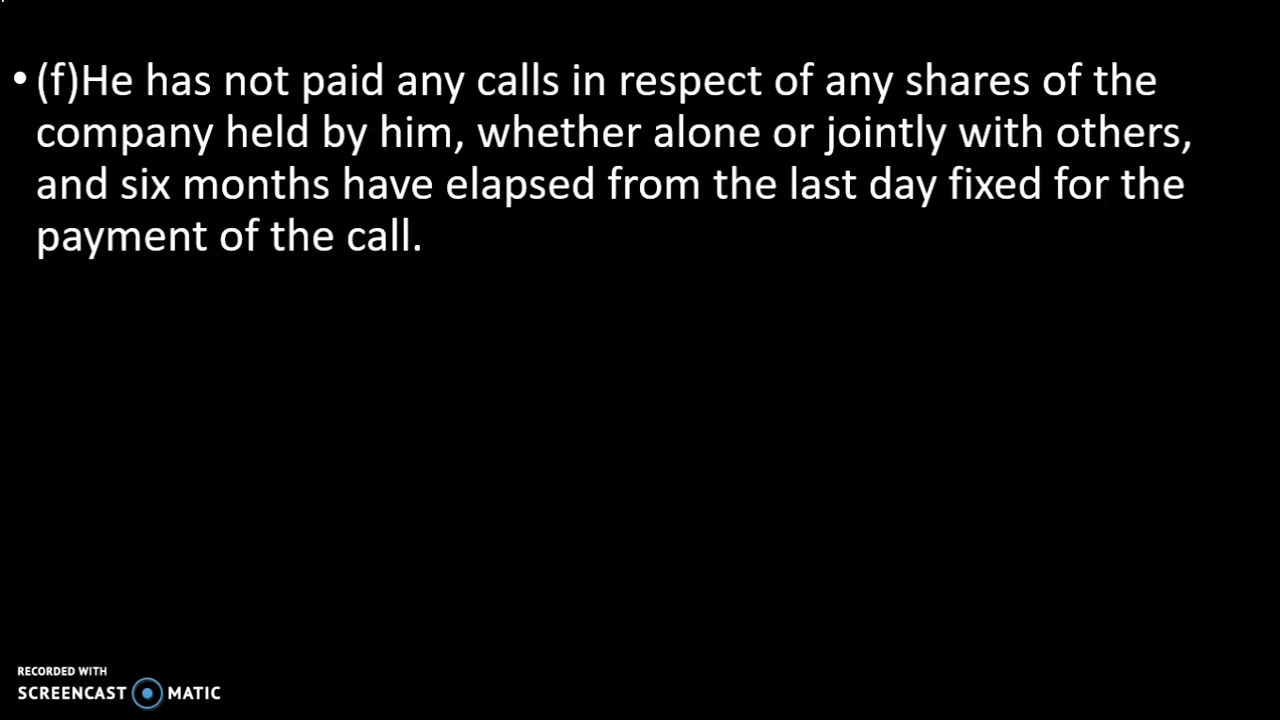 • (f)He has not paid any calls in respect of any shares of the
company held by him, whether alone or jointly with others,
and six months have elapsed from the last day fixed for the
payment of the call.
RECORDED WITH
SCREENCAST MATIC